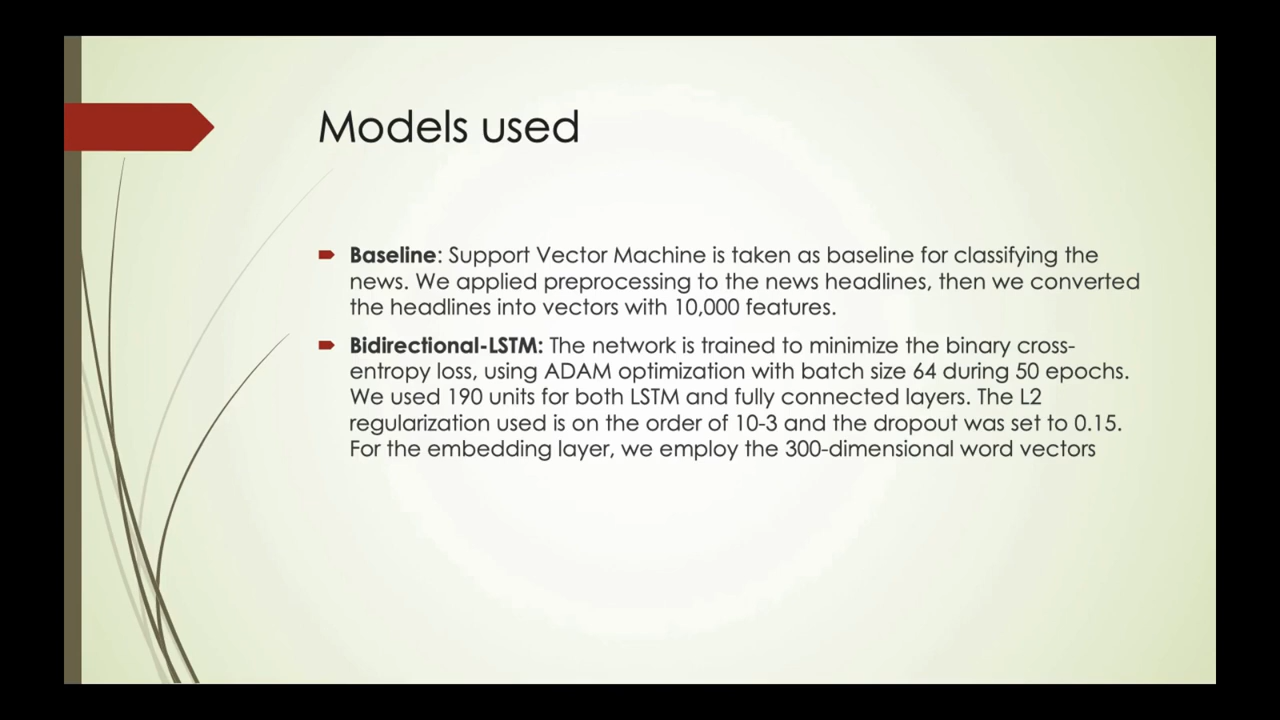 Models used
Baseline: Support Vector Machine is taken as baseline for classifying the
news. We applied preprocessing to the news headlines, then we converted
the headlines into vectors with 10,000 features.
Bidirectional-LSTM: The network is trained to minimize the binary cross-
entropy loss, using ADAM optimization with batch size 64 during 50 epochs.
We used 190 units for both LSTM and fully connected layers. The L2
regularization used is on the order of 10-3 and the dropout was set to 0.15.
For the embedding layer, we employ the 300-dimensional word vectors